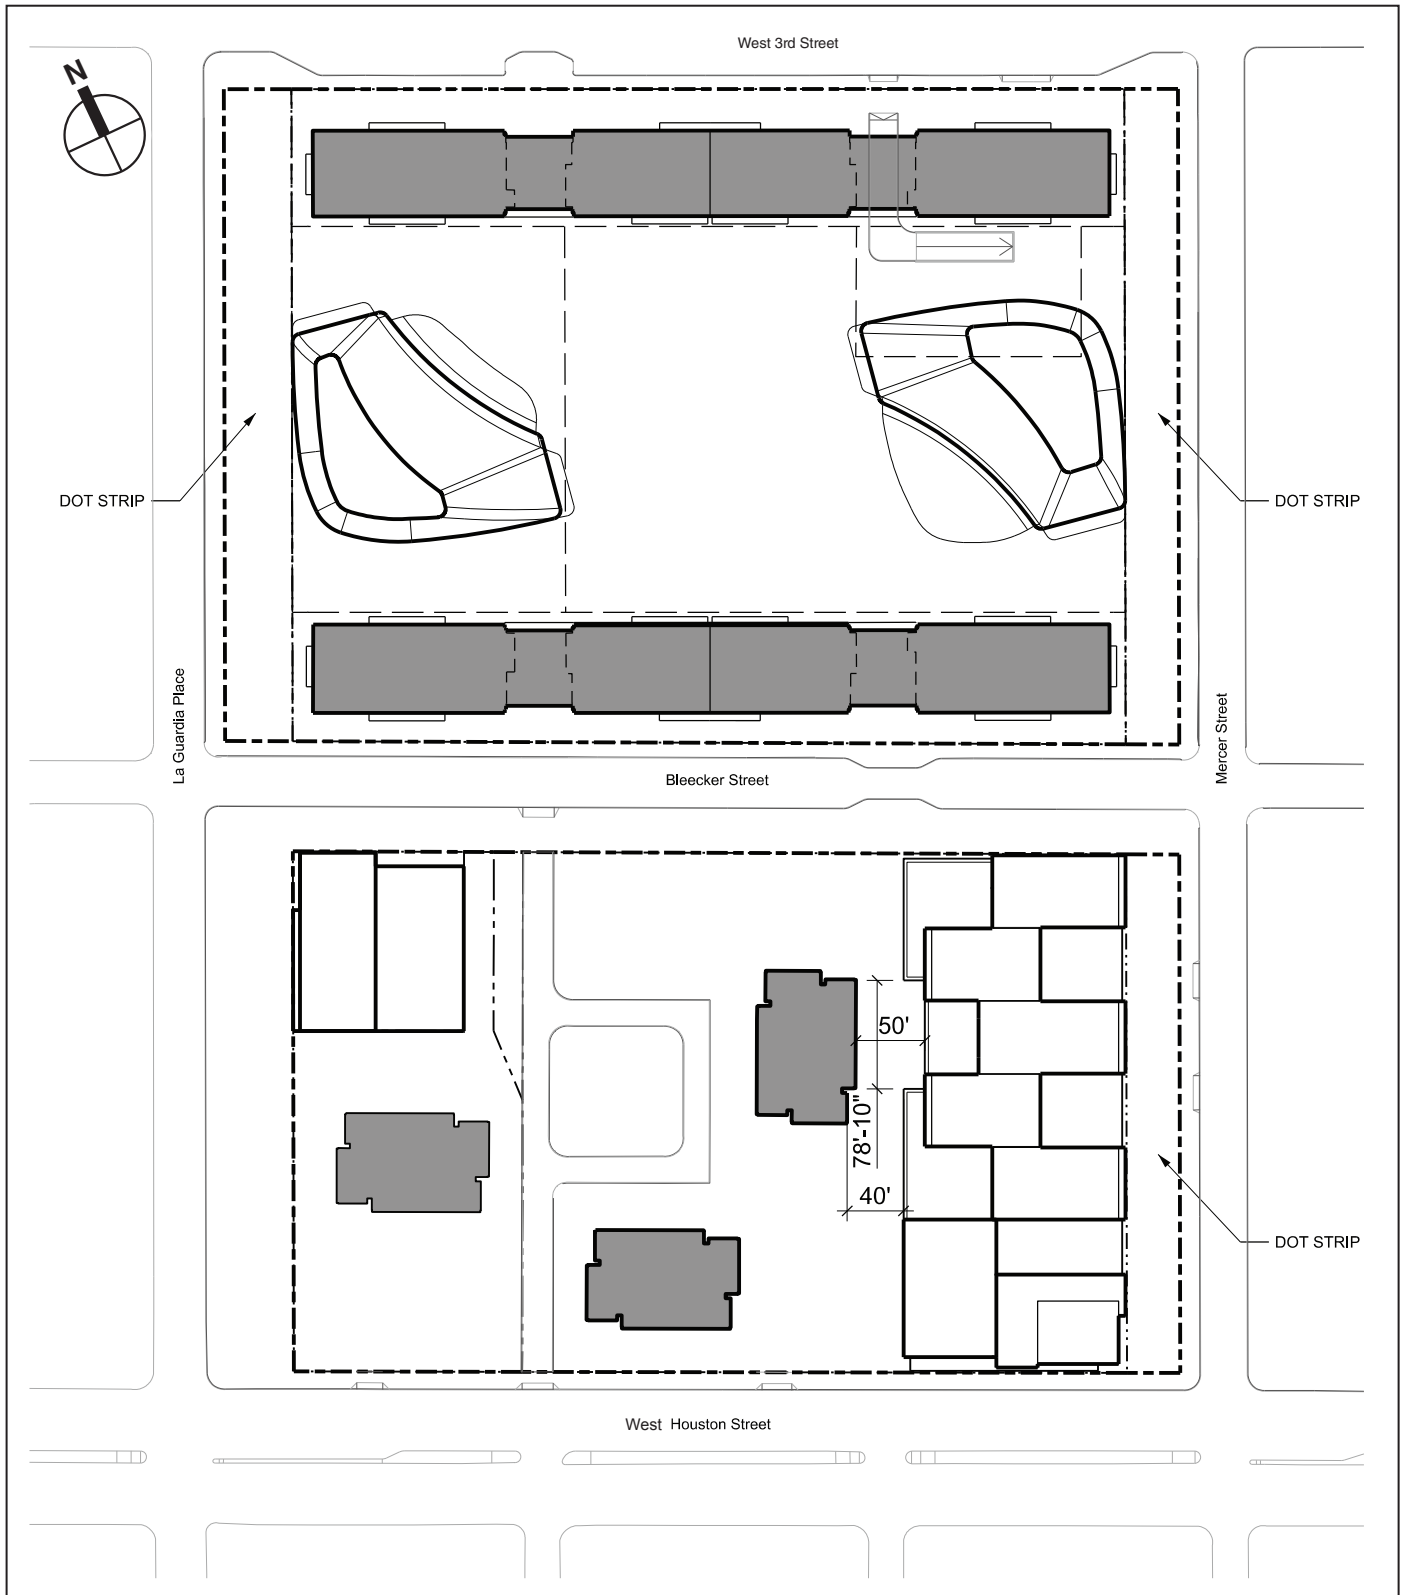 West 3rd Street
N
DOT STRIP
DOT STRIP
La Guardia Place
Mercer Street
Bleecker Street
50'
78'-10"
40'
DOT STRIP
West Houston Street